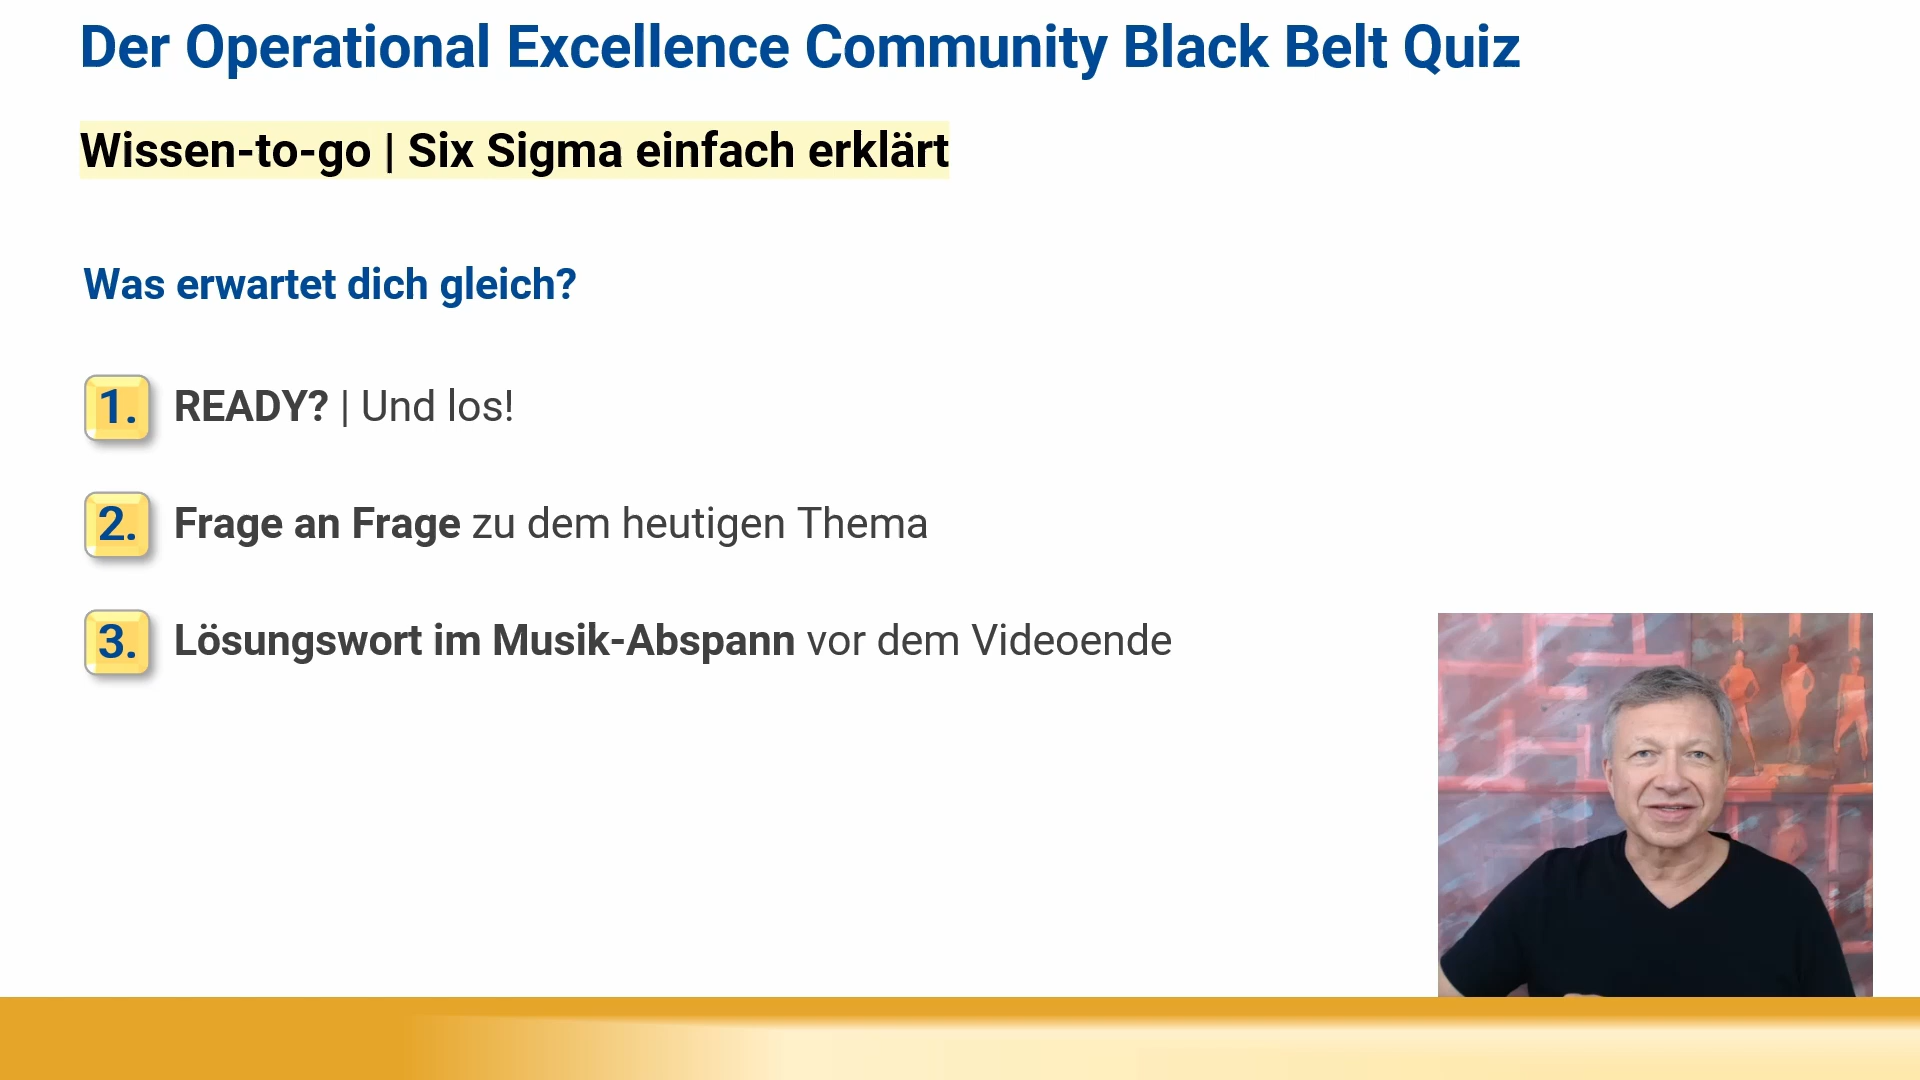 Der Operational Excellence Community Black Belt Quiz
Wissen-to-go | Six Sigma einfach erklärt
Was erwartet dich gleich?
1. READY? | Und los!
2. Frage an Frage zu dem heutigen Thema
3. Lösungswort im Musik-Abspann vor dem Videoende